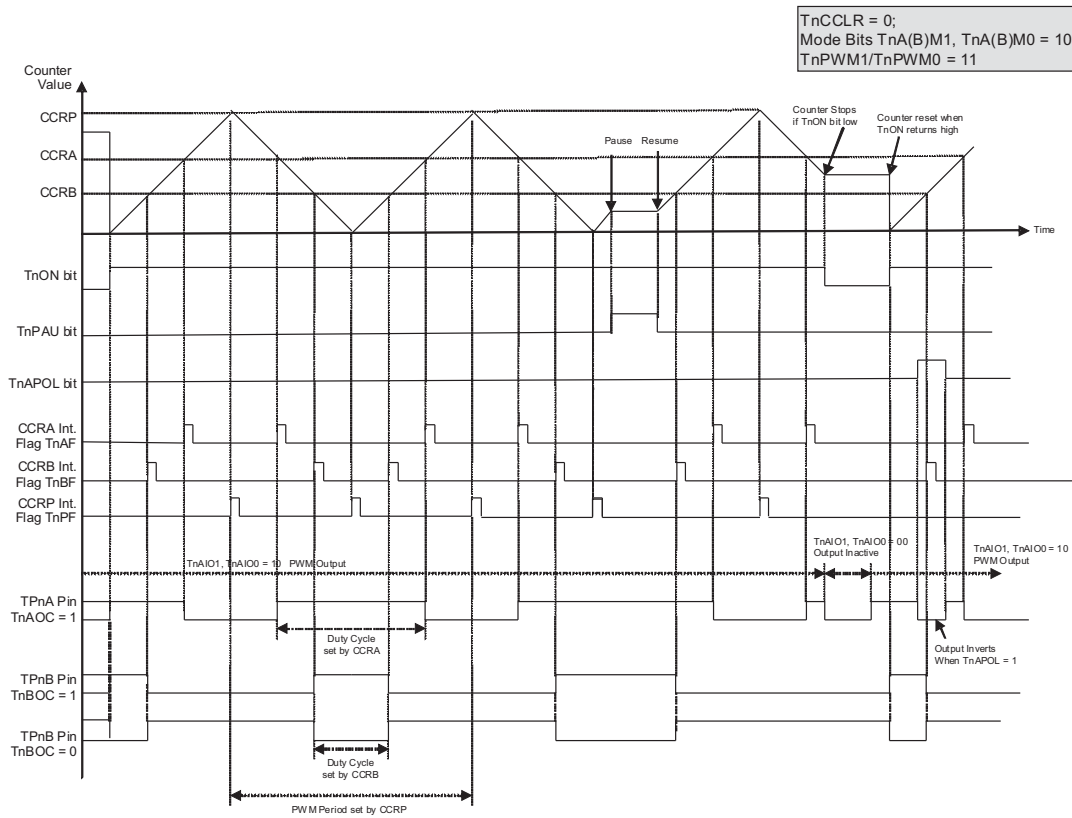 TnCCLR = 0;
Mode Bits TnA(B)M1, TnA(B)M0 = 10
TnPWM1/TnPWM0 = 11
Counter
Value
CCRP
CCRA
CCRB
Counter Stops
if TnON bit low
Counter reset when
TnON returns high
Pause
Resume
Time
TnON bit
TnPAU bit
TnAPOL bit
CCRA Int.
Flag TnAF
CCRB Int.
Flag TnBF
CCRP Int.
Flag TnPF
TnAIO1, TnAIO0 = 10 PWM Output
TnAIO1, TnAIO0 = 00
Output Inactive
TnAIO1, TnAIO0 = 10
PWM Output
TPnA Pin
TnAOC = 1
Duty Cycle
set by CCRA
Output Inverts
When TnAPOL = 1
TPnB Pin
TnBOC = 1
TPnB Pin
TnBOC = 0
Duty Cycle
set by CCRB
PWM Period set by CCRP